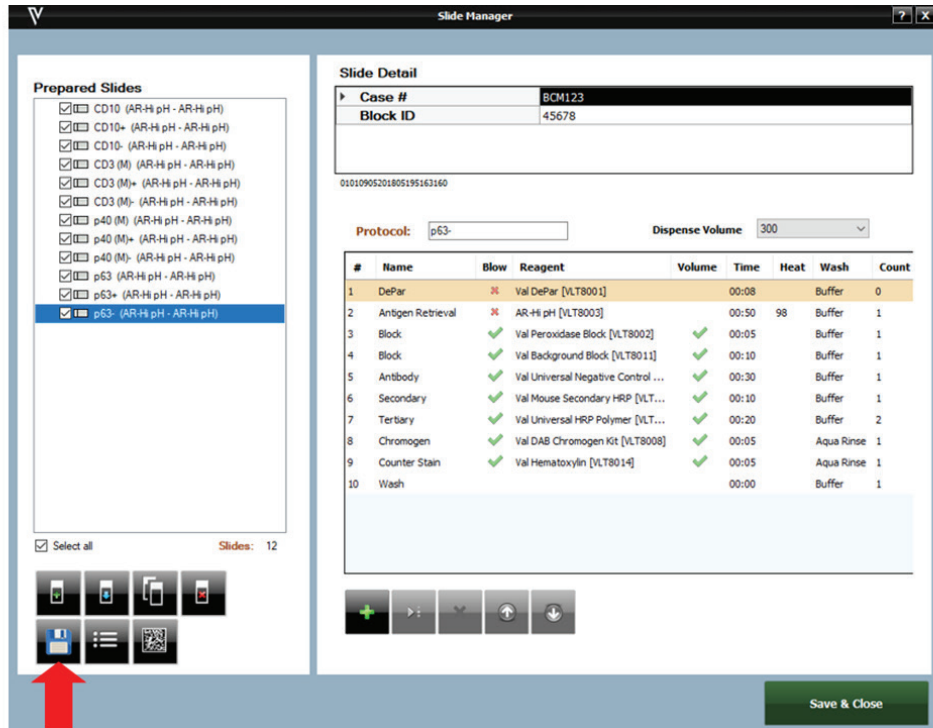 Slide Manager
? X
Prepared Slides
CD10 (AR-Hi pH - AR-Hi pH)
CD10+ (AR-Hi pH - AR-Hi pH)
CD10- (AR-Hi pH - AR-Hi pH)
CD3 (M) (AR-Hi pH - AR-Hi pH)
CD3 (M)+ (AR-Hi pH - AR-Hi pH)
CD3 (M)- (AR-Hi pH - AR-Hi pH)
p40 (M) (AR-Hi pH - AR-Hi pH)
p40 (M)+ (AR-Hi pH - AR-Hi pH)
p40 (M)- (AR-Hi pH - AR-Hi pH)
p63 (AR-Hi pH - AR-Hi pH)
p63+ (AR-Hi pH - AR-Hi pH)
p63- (AR-Hi pH - AR-Hi pH)
Select all Slides: 12
Slide Detail
Case # BCM123
Block ID 45678
01010905201805195163160
Protocol: p63- Dispense Volume 300
# Name Blow Reagent Volume Time Heat Wash Count
1 DePar Val DePar [VLT8001] 00:08 Buffer 0
2 Antigen Retrieval AR-Hi pH [VLT8003] 00:50 98 Buffer 1
3 Block Val Peroxidase Block [VLT8002] 00:05 Buffer 1
4 Block Val Background Block [VLT8011] 00:10 Buffer 1
5 Antibody Val Universal Negative Control ... 00:30 Buffer 1
6 Secondary Val Mouse Secondary HRP [VLT... 00:10 Buffer 1
7 Tertiary Val Universal HRP Polymer [VLT... 00:20 Buffer 2
8 Chromogen Val DAB Chromogen Kit [VLT8008] 00:05 Aqua Rinse 1
9 Counter Stain Val Hematoxylin [VLT8014] 00:05 Aqua Rinse 1
10 Wash 00:00 Buffer 1
Save & Close